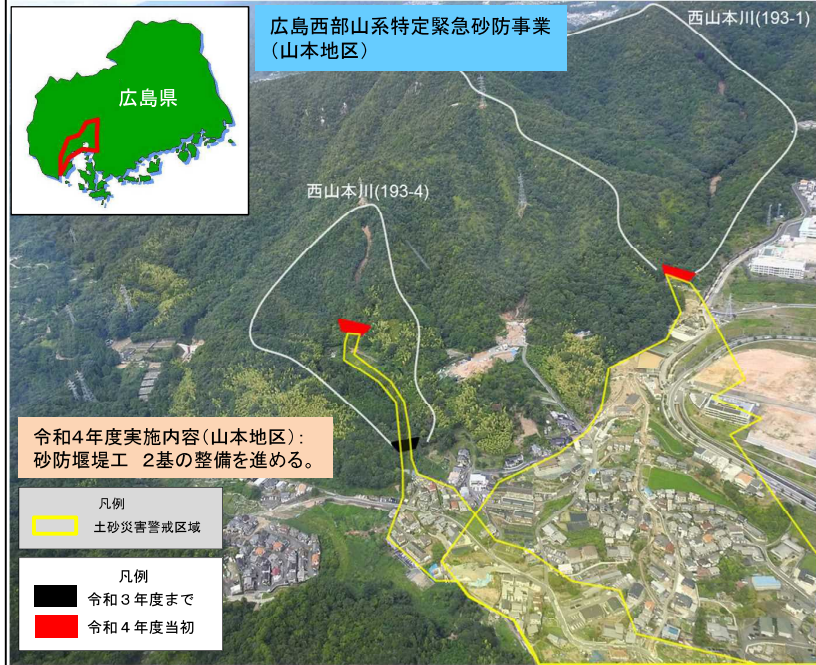 広島西部山系特定緊急砂防事業
(山本地区)
西山本川(193-1)
広島県
西山本川(193-4)
令和4年度実施内容(山本地区):
砂防堰堤工 2基の整備を進める。
凡例
土砂災害警戒区域
凡例
令和3年度まで
令和4年度当初